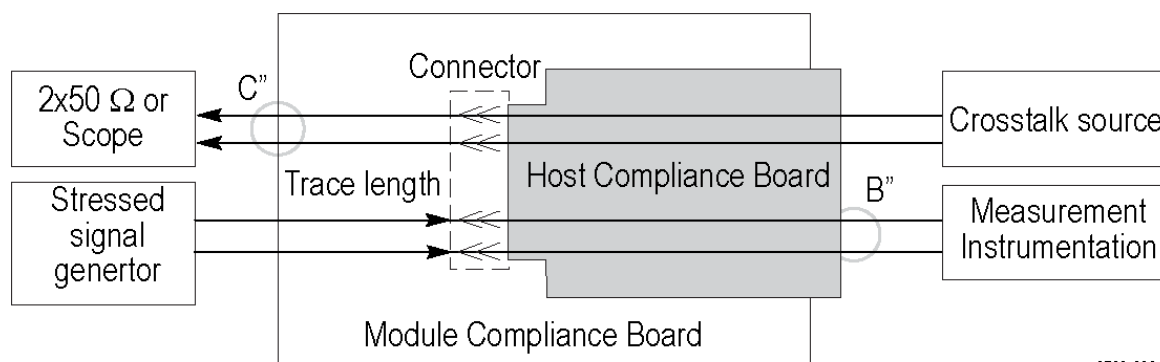 Connector
C”
2x50 Ω or
Scope
Crosstalk source
Host Compliance Board
Trace length
B”
Stressed
signal
genertor
Measurement
Instrumentation
Module Compliance Board